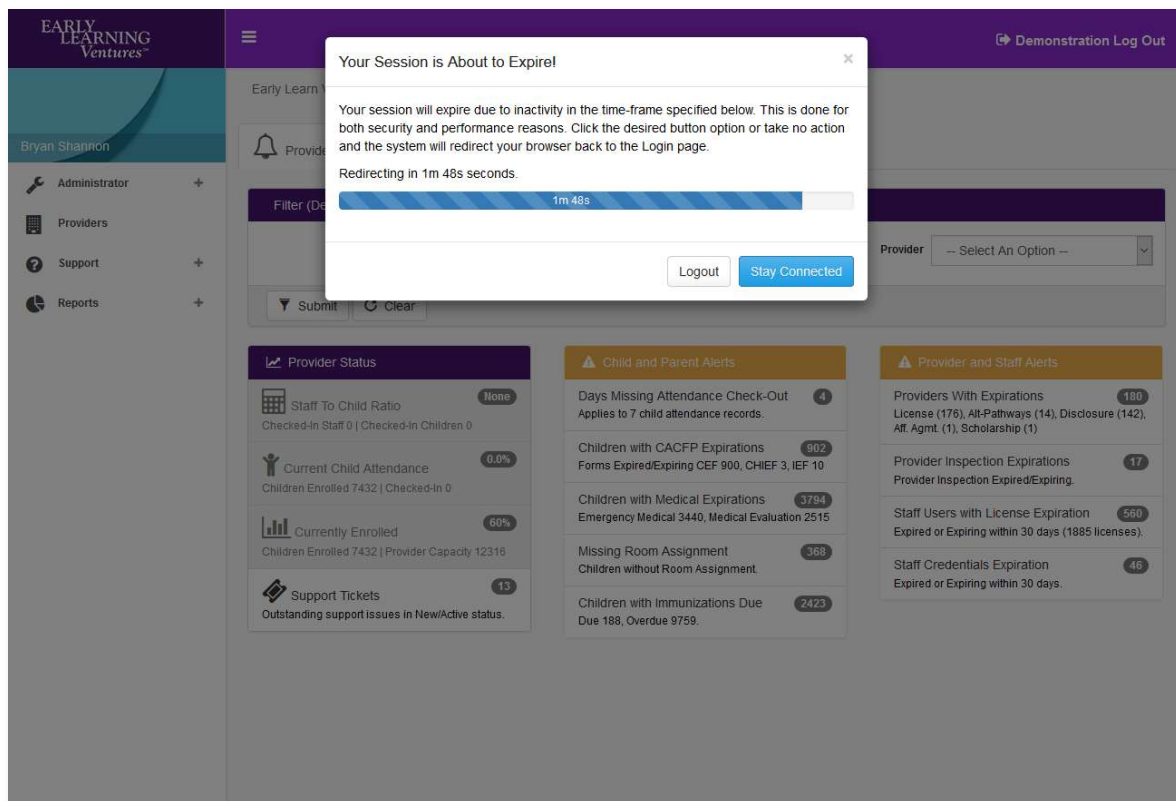 EARLY
LEARNING
Ventures℠
Demonstration Log Out
Bryan Shannon
Administrator
Providers
Support
Reports
Early Learn
Your Session is About to Expire!
×
Your session will expire due to inactivity in the time-frame specified below. This is done for
both security and performance reasons. Click the desired button option or take no action
and the system will redirect your browser back to the Login page.
Redirecting in 1m 48s seconds.
1m 48s
Logout
Stay Connected
Filter
Provider
-- Select An Option --
Submit
Clear
Provider Status
Staff To Child Ratio
None
Checked-In Staff 0 | Checked-In Children 0
Current Child Attendance
0.0%
Children Enrolled 7432 | Checked-In 0
Currently Enrolled
60%
Children Enrolled 7432 | Provider Capacity 12316
Support Tickets
13
Outstanding support issues in New/Active status.
Child and Parent Alerts
Days Missing Attendance Check-Out
4
Applies to 7 child attendance records.
Children with CACFP Expirations
902
Forms Expired/Expiring CEF 900, CHIEF 3, IEF 10
Children with Medical Expirations
3794
Emergency Medical 3440, Medical Evaluation 2515
Missing Room Assignment
368
Children without Room Assignment.
Children with Immunizations Due
2423
Due 188, Overdue 9759.
Provider and Staff Alerts
Providers With Expirations
180
License (176), Alt-Pathways (14), Disclosure (142),
Aff. Agmt. (1), Scholarship (1)
Provider Inspection Expirations
17
Provider Inspection Expired/Expiring.
Staff Users with License Expiration
560
Expired or Expiring within 30 days (1885 licenses).
Staff Credentials Expiration
46
Expired or Expiring within 30 days.